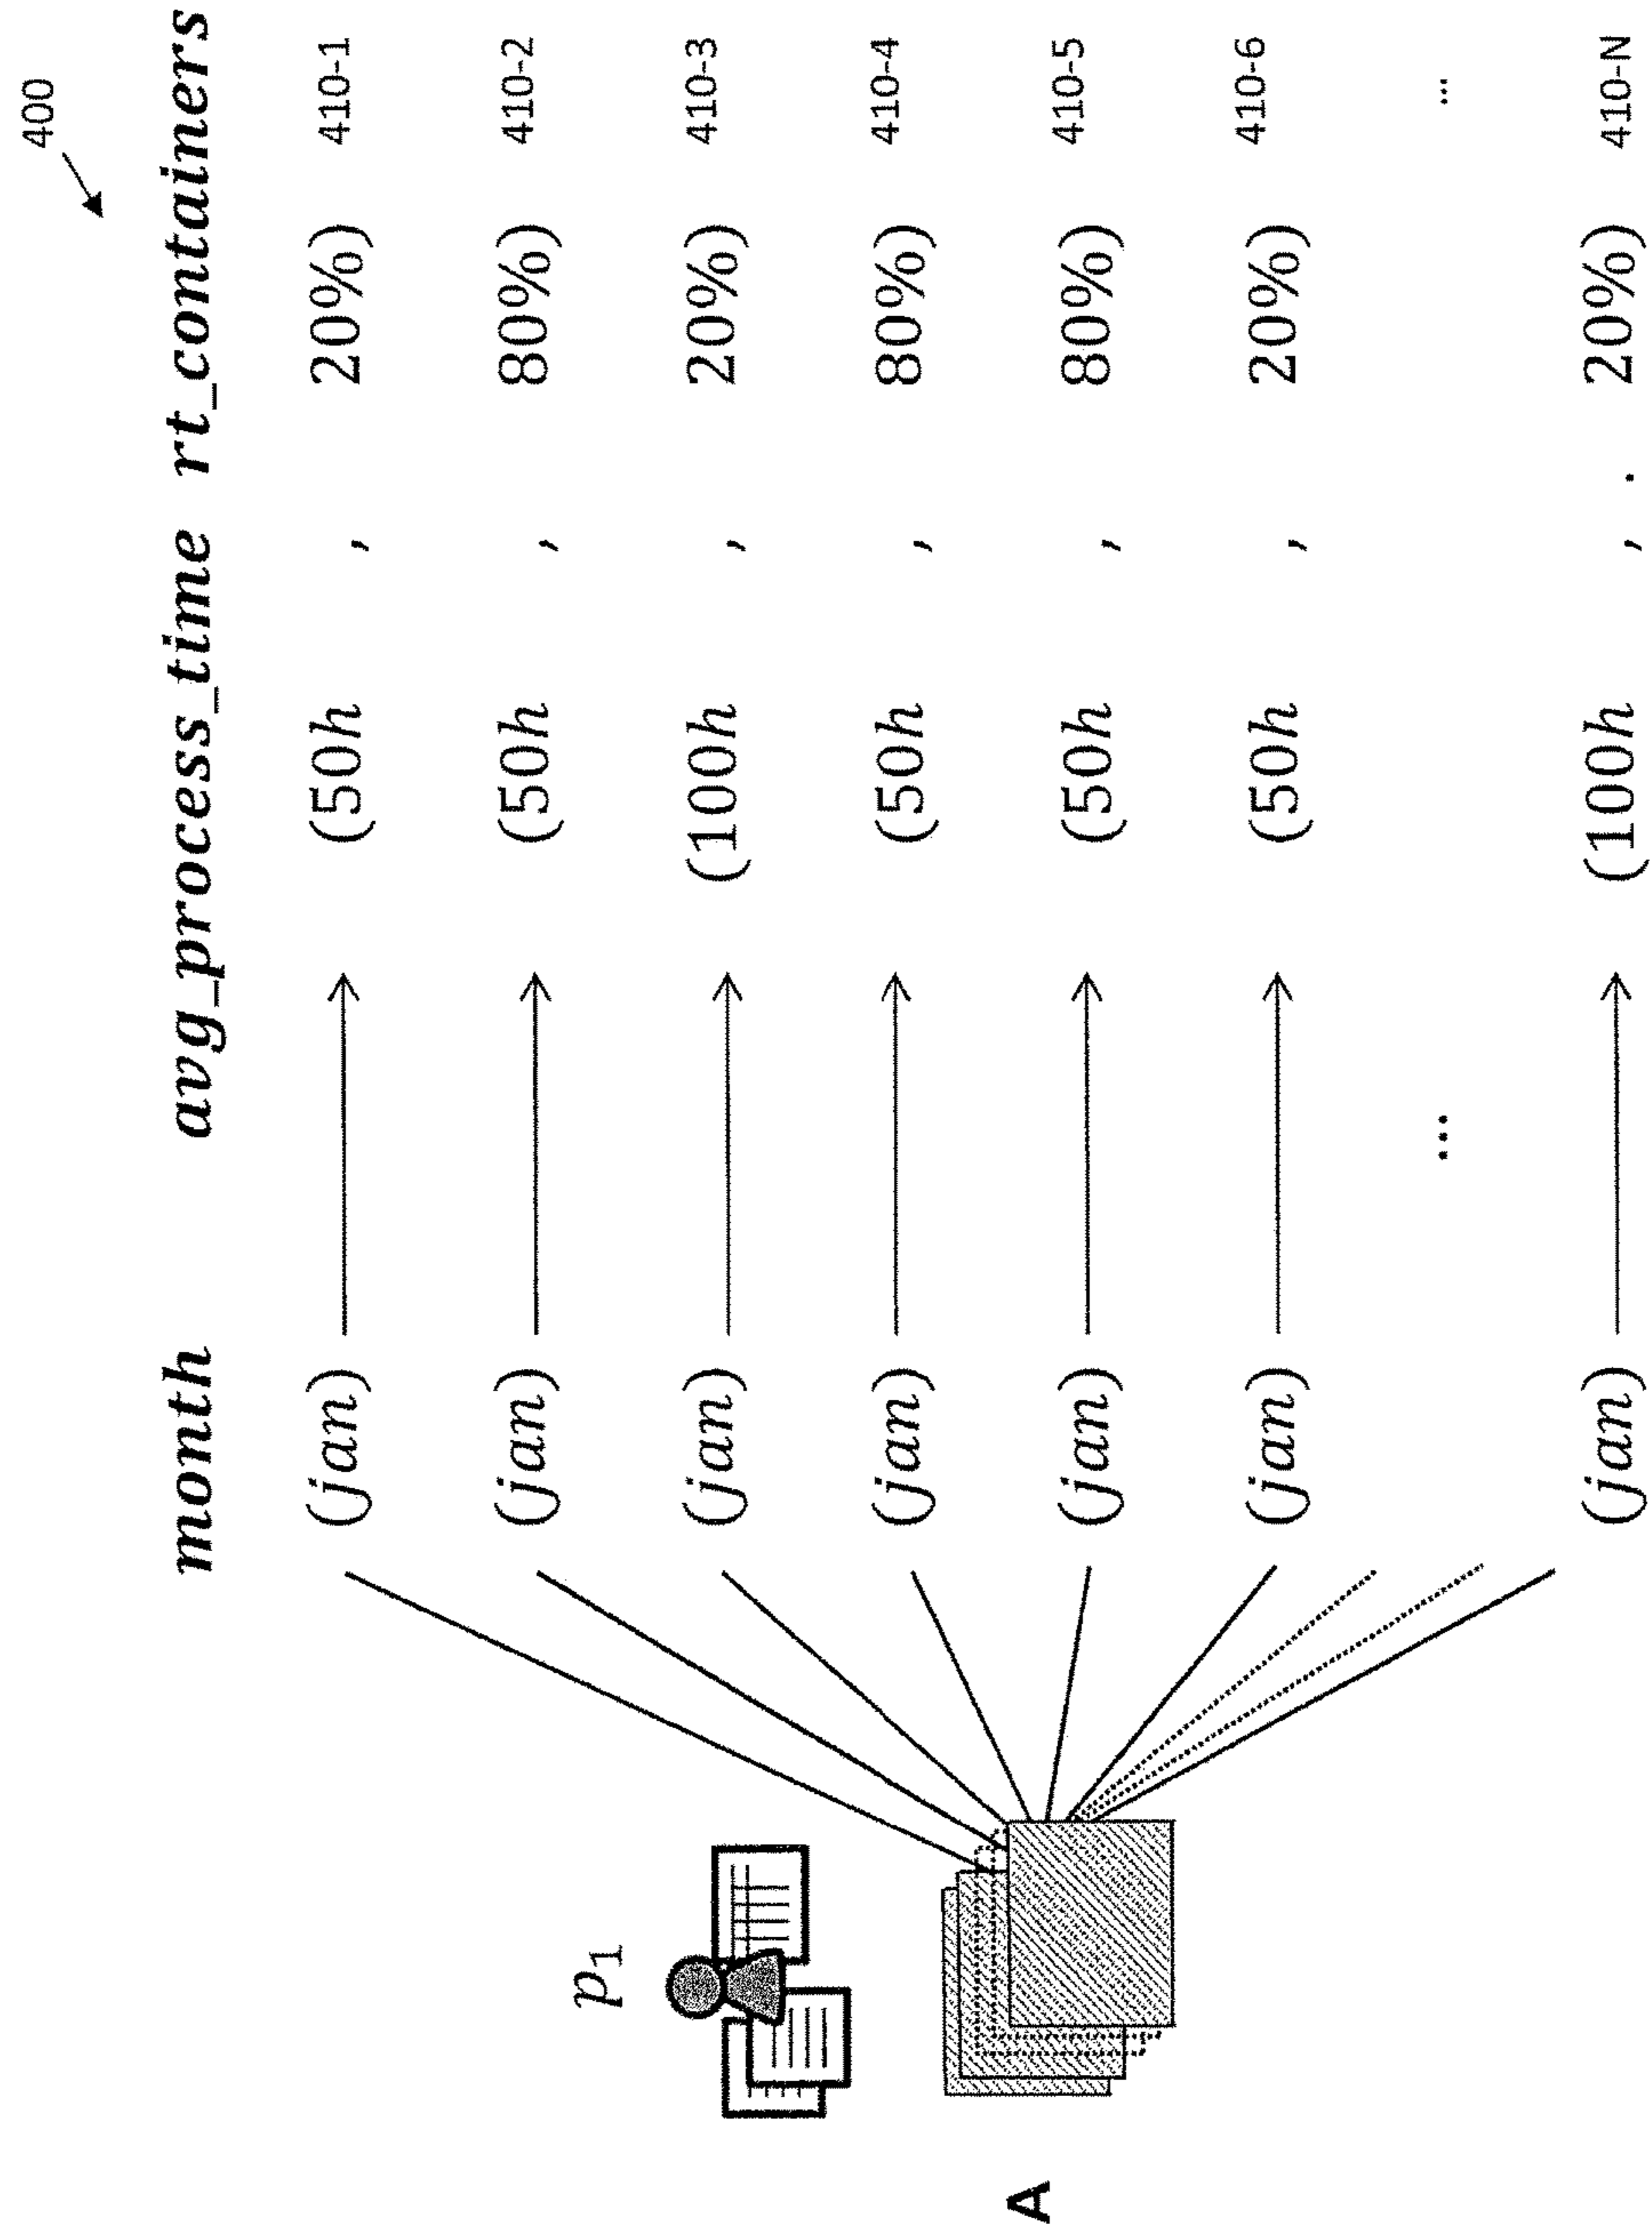 400
month avg_process_time rt_containers
(jan) (50h , 20%) 410-1
(jan) (50h , 80%) 410-2
p1
(jan) (100h , 20%) 410-3
(jan) (50h , 80%) 410-4
A
(jan) (50h , 80%) 410-5
(jan) (50h , 20%) 410-6
... ...
(jan) (100h , . 20%) 410-N